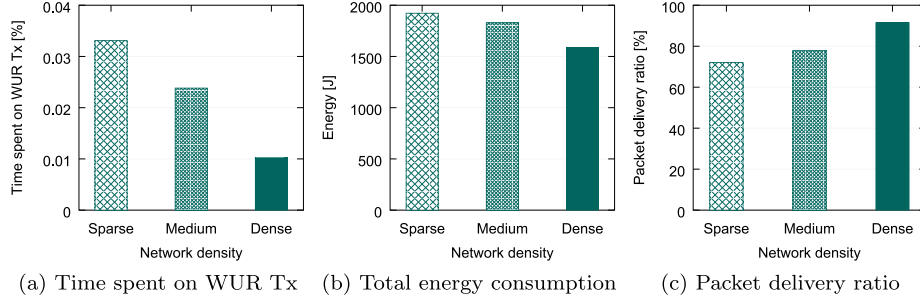 Time spent on WUR Tx [%]
0.04
0.03
0.02
0.01
0
Sparse Medium Dense
Network density
(a) Time spent on WUR Tx
Energy [J]
2000
1500
1000
500
0
Sparse Medium Dense
Network density
(b) Total energy consumption
Packet delivery ratio [%]
100
80
60
40
20
0
Sparse Medium Dense
Network density
(c) Packet delivery ratio